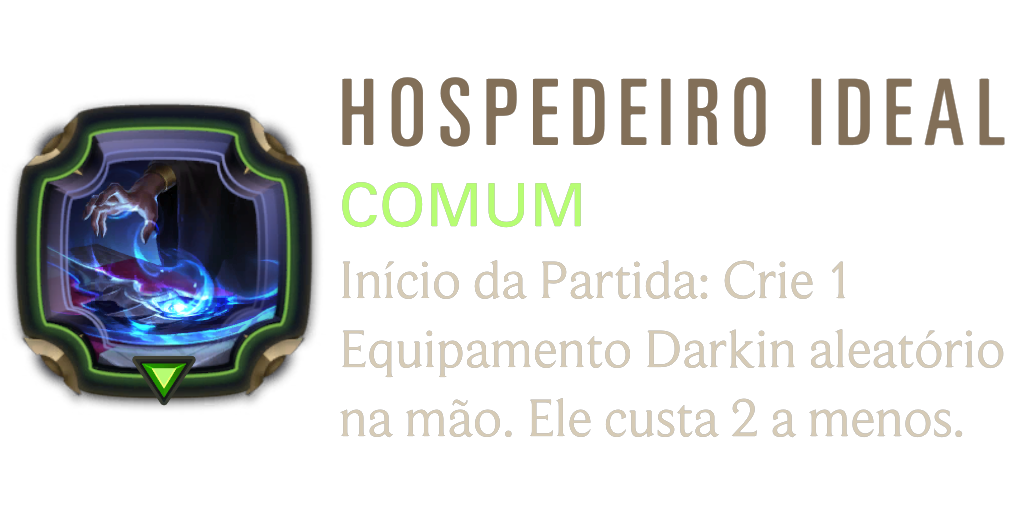 HOSPEDEIRO IDEAL
COMUM
Início da Partida: Crie 1
Equipamento Darkin aleatório
na mão. Ele custa 2 a menos.